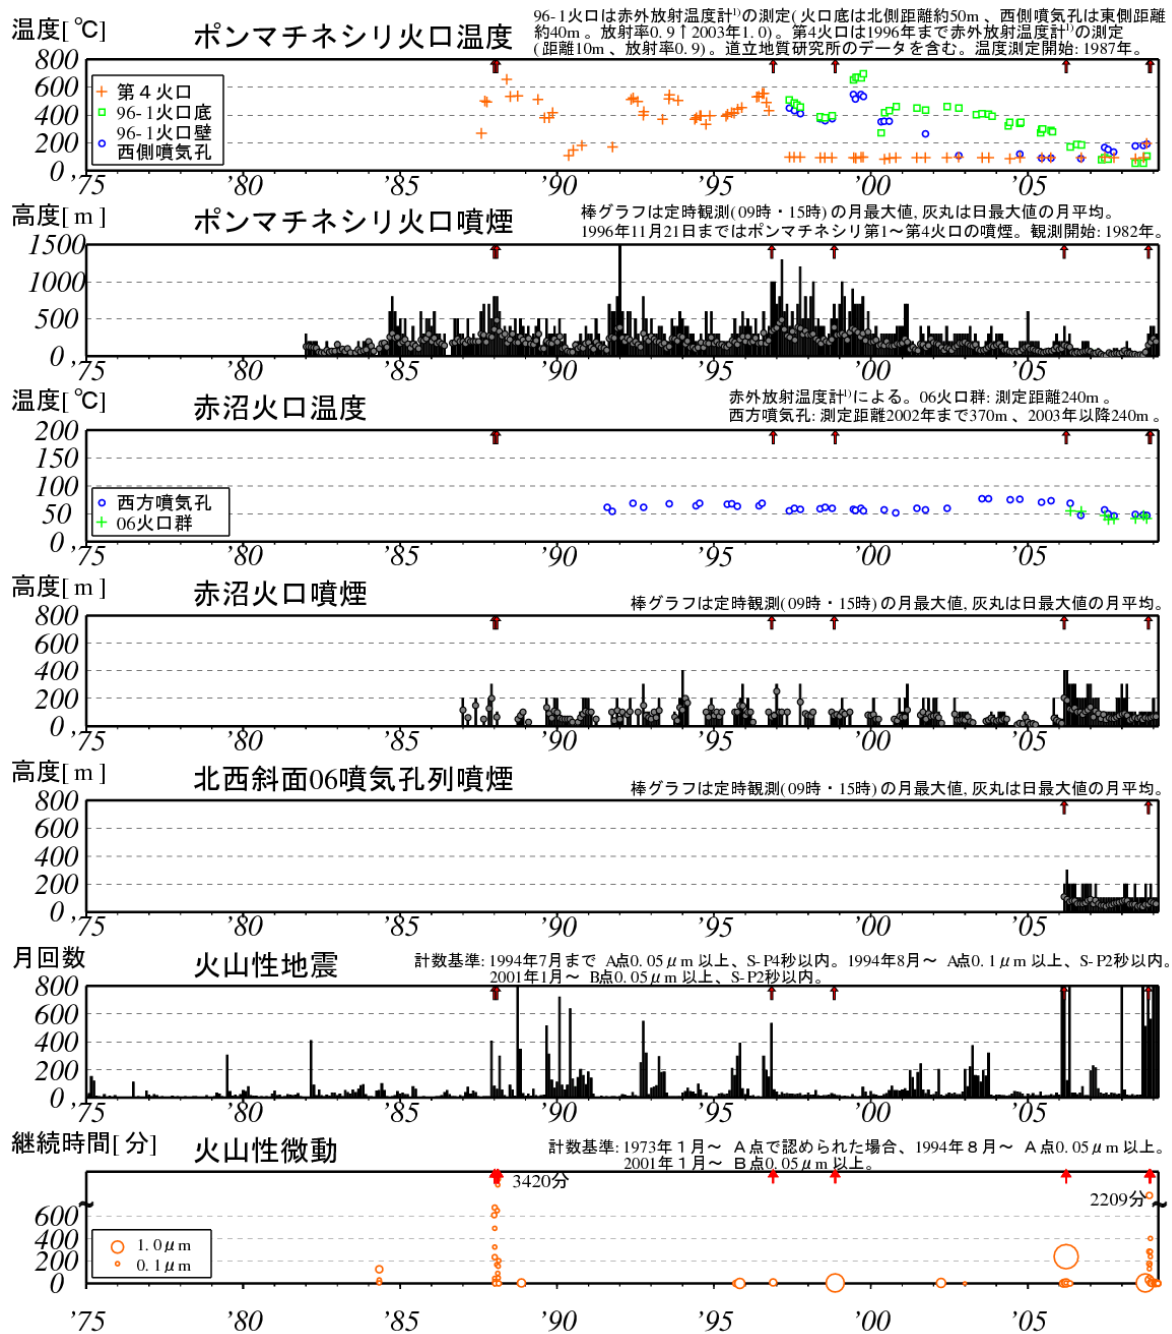 温度[℃]
ポンマチネシリ火口温度
96-1火口は赤外放射温度計¹⁾の測定(火口底は北側距離約50m、西側噴気孔は東側距離
約40m。放射率0.9↑2003年1.0)。第4火口は1996年まで赤外放射温度計¹⁾の測定
(距離10m、放射率0.9)。道立地質研究所のデータを含む。温度測定開始: 1987年。
800
600
400
200
0
第4火口
96-1火口底
96-1火口壁
西側噴気孔
'75 '80 '85 '90 '95 '00 '05
高度[m]
ポンマチネシリ火口噴煙
棒グラフは定時観測(09時・15時)の月最大値, 灰丸は日最大値の月平均。
1996年11月21日まではポンマチネシリ第1～第4火口の噴煙。観測開始: 1982年。
1500
1000
500
0
'75 '80 '85 '90 '95 '00 '05
温度[℃]
赤沼火口温度
赤外放射温度計¹⁾による。06火口群: 測定距離240m。
西方噴気孔: 測定距離2002年まで370m、2003年以降240m。
200
150
100
50
0
西方噴気孔
06火口群
'75 '80 '85 '90 '95 '00 '05
高度[m]
赤沼火口噴煙
棒グラフは定時観測(09時・15時)の月最大値, 灰丸は日最大値の月平均。
800
600
400
200
0
'75 '80 '85 '90 '95 '00 '05
高度[m]
北西斜面06噴気孔列噴煙
棒グラフは定時観測(09時・15時)の月最大値, 灰丸は日最大値の月平均。
800
600
400
200
0
'75 '80 '85 '90 '95 '00 '05
月回数
火山性地震
計数基準: 1994年7月まで A点0.05μm以上、S-P4秒以内。1994年8月～ A点0.1μm以上、S-P2秒以内。
2001年1月～ B点0.05μm以上、S-P2秒以内。
800
600
400
200
0
'75 '80 '85 '90 '95 '00 '05
継続時間[分]
火山性微動
計数基準: 1973年1月～ A点で認められた場合、1994年8月～ A点0.05μm以上。
2001年1月～ B点0.05μm以上。
3420分
2209分
600
400
200
0
1.0μm
0.1μm
'75 '80 '85 '90 '95 '00 '05